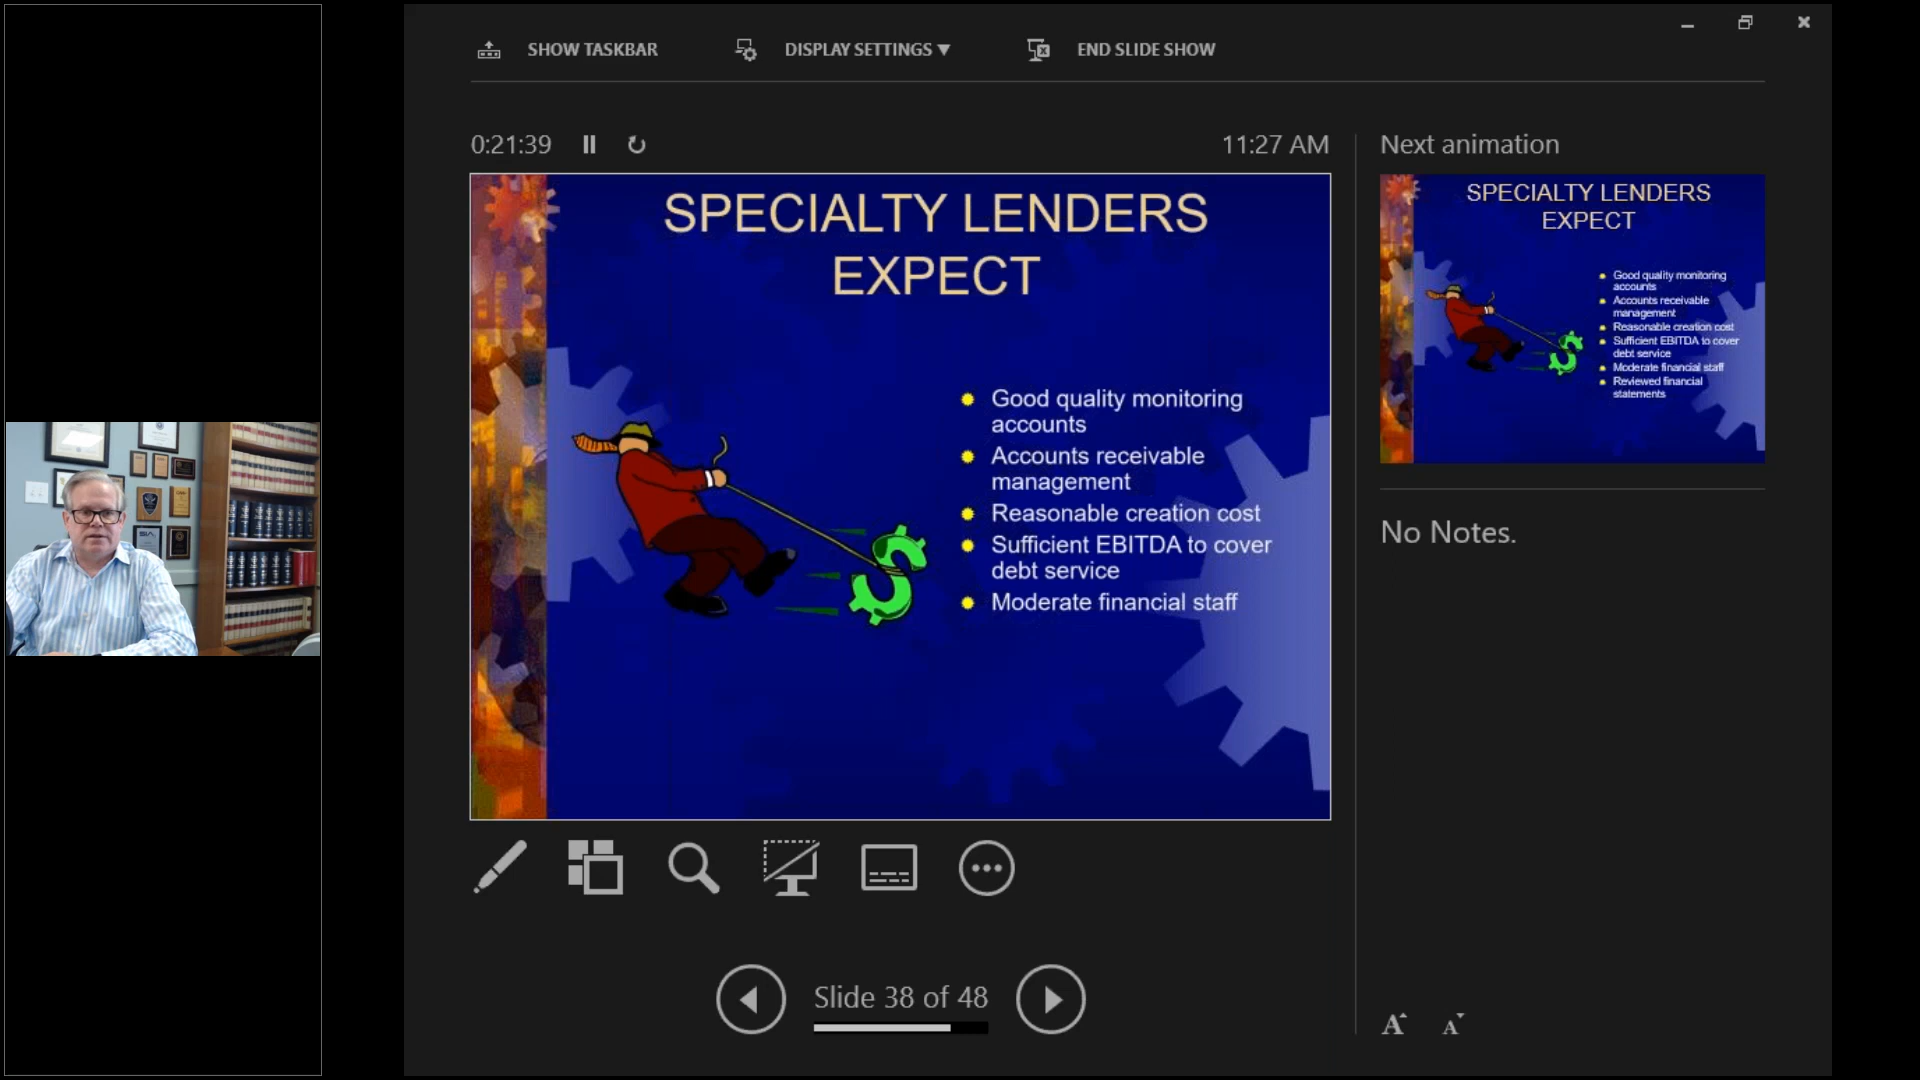 SHOW TASKBAR
DISPLAY SETTINGS ▼
END SLIDE SHOW
0:21:39
11:27 AM
SPECIALTY LENDERS
EXPECT
Good quality monitoring
accounts
Accounts receivable
management
Reasonable creation cost
Sufficient EBITDA to cover
debt service
Moderate financial staff
Slide 38 of 48
Next animation
SPECIALTY LENDERS
EXPECT
Good quality monitoring
accounts
Accounts receivable
management
Reasonable creation cost
Sufficient EBITDA to cover
debt service
Moderate financial staff
Reviewed financial
statements
No Notes.
A
A